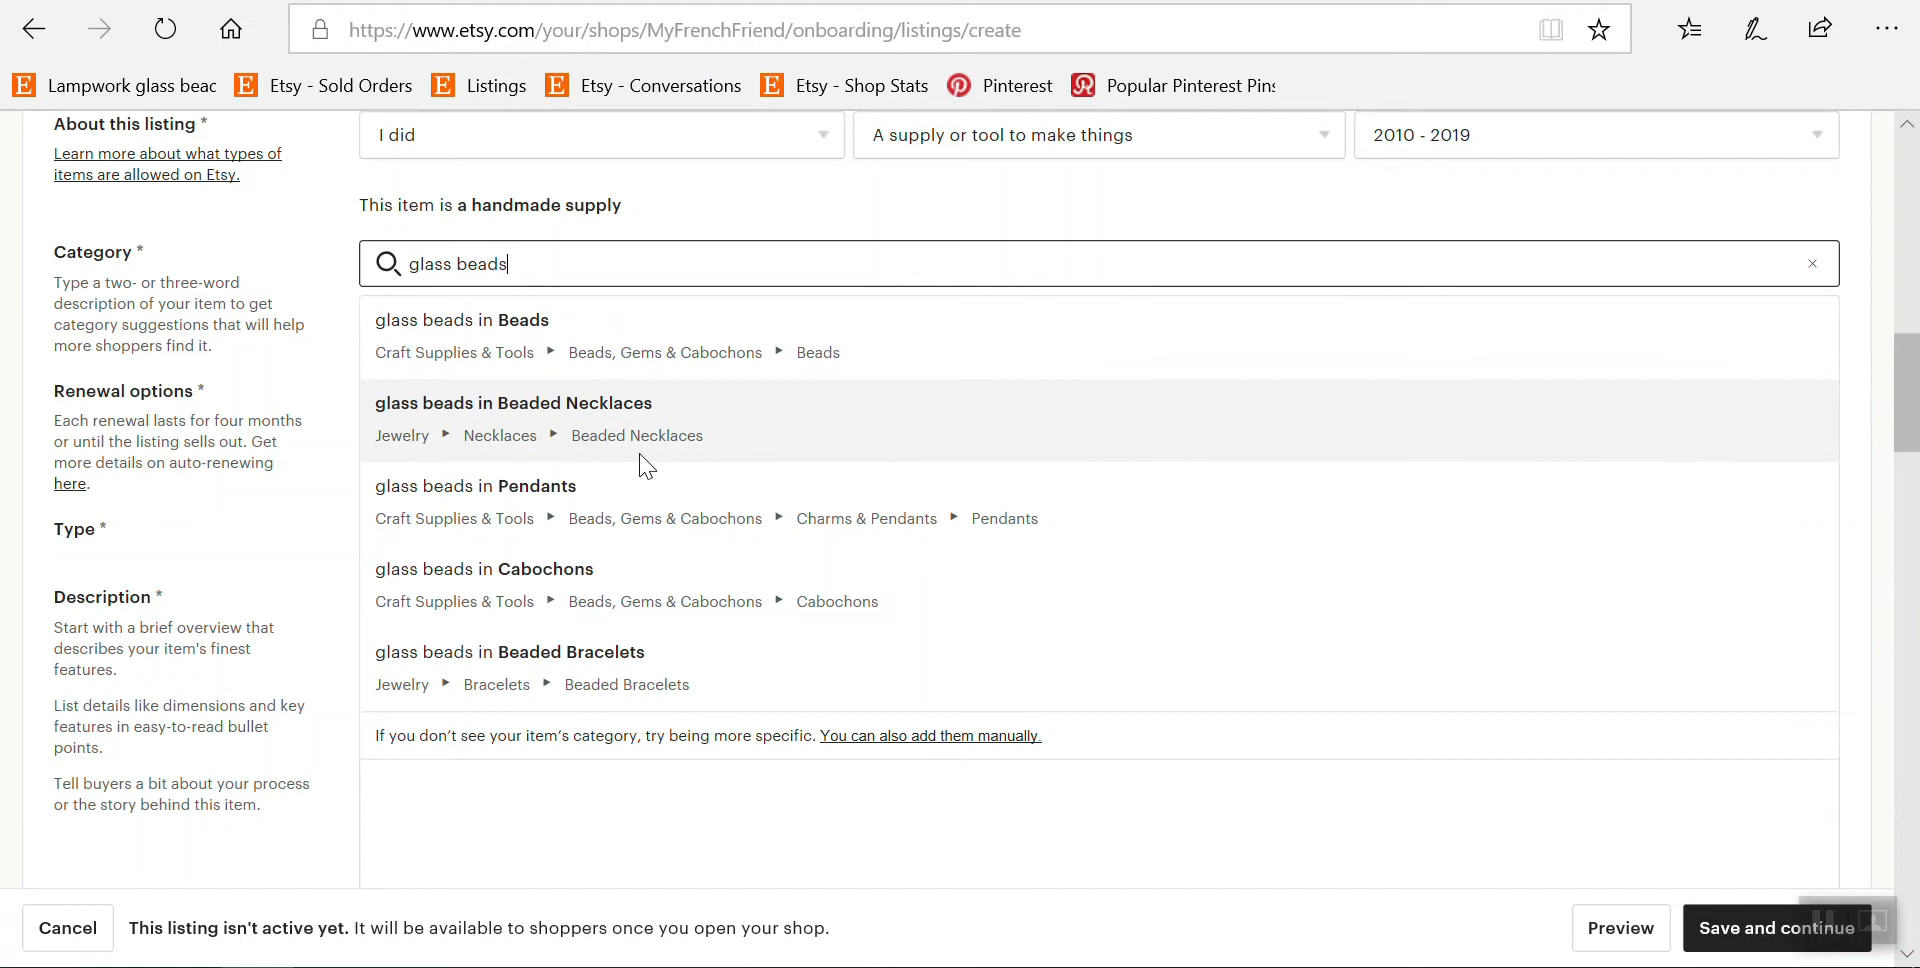 https://www.etsy.com/your/shops/MyFrenchFriend/onboarding/listings/create
Lampwork glass beac Etsy - Sold Orders Listings Etsy - Conversations Etsy - Shop Stats Pinterest Popular Pinterest Pins
About this listing *
Learn more about what types of
items are allowed on Etsy.
I did A supply or tool to make things 2010 - 2019
This item is a handmade supply
Category *
Type a two- or three-word
description of your item to get
category suggestions that will help
more shoppers find it.
glass beads
glass beads in Beads
Craft Supplies & Tools ▸ Beads, Gems & Cabochons ▸ Beads
glass beads in Beaded Necklaces
Jewelry ▸ Necklaces ▸ Beaded Necklaces
glass beads in Pendants
Craft Supplies & Tools ▸ Beads, Gems & Cabochons ▸ Charms & Pendants ▸ Pendants
glass beads in Cabochons
Craft Supplies & Tools ▸ Beads, Gems & Cabochons ▸ Cabochons
glass beads in Beaded Bracelets
Jewelry ▸ Bracelets ▸ Beaded Bracelets
If you don't see your item's category, try being more specific. You can also add them manually.
Renewal options *
Each renewal lasts for four months
or until the listing sells out. Get
more details on auto-renewing
here.
Type *
Description *
Start with a brief overview that
describes your item's finest
features.
List details like dimensions and key
features in easy-to-read bullet
points.
Tell buyers a bit about your process
or the story behind this item.
Cancel This listing isn't active yet. It will be available to shoppers once you open your shop. Preview Save and continue